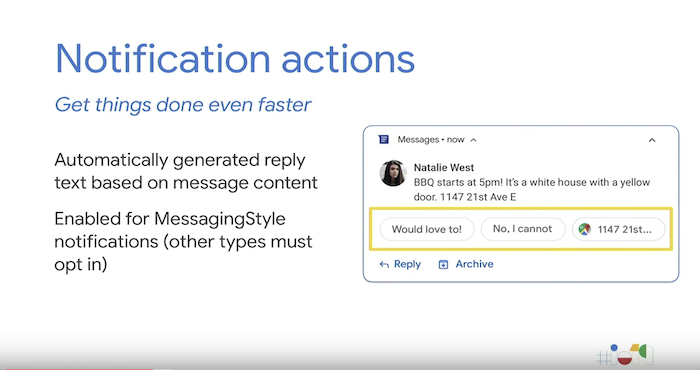 Notification actions
Get things done even faster
Automatically generated reply
text based on message content
Enabled for MessagingStyle
notifications (other types must
opt in)
Messages • now
Natalie West
BBQ starts at 5pm! It's a white house with a yellow
door. 1147 21st Ave E
Would love to! No, I cannot 1147 21st...
Reply Archive